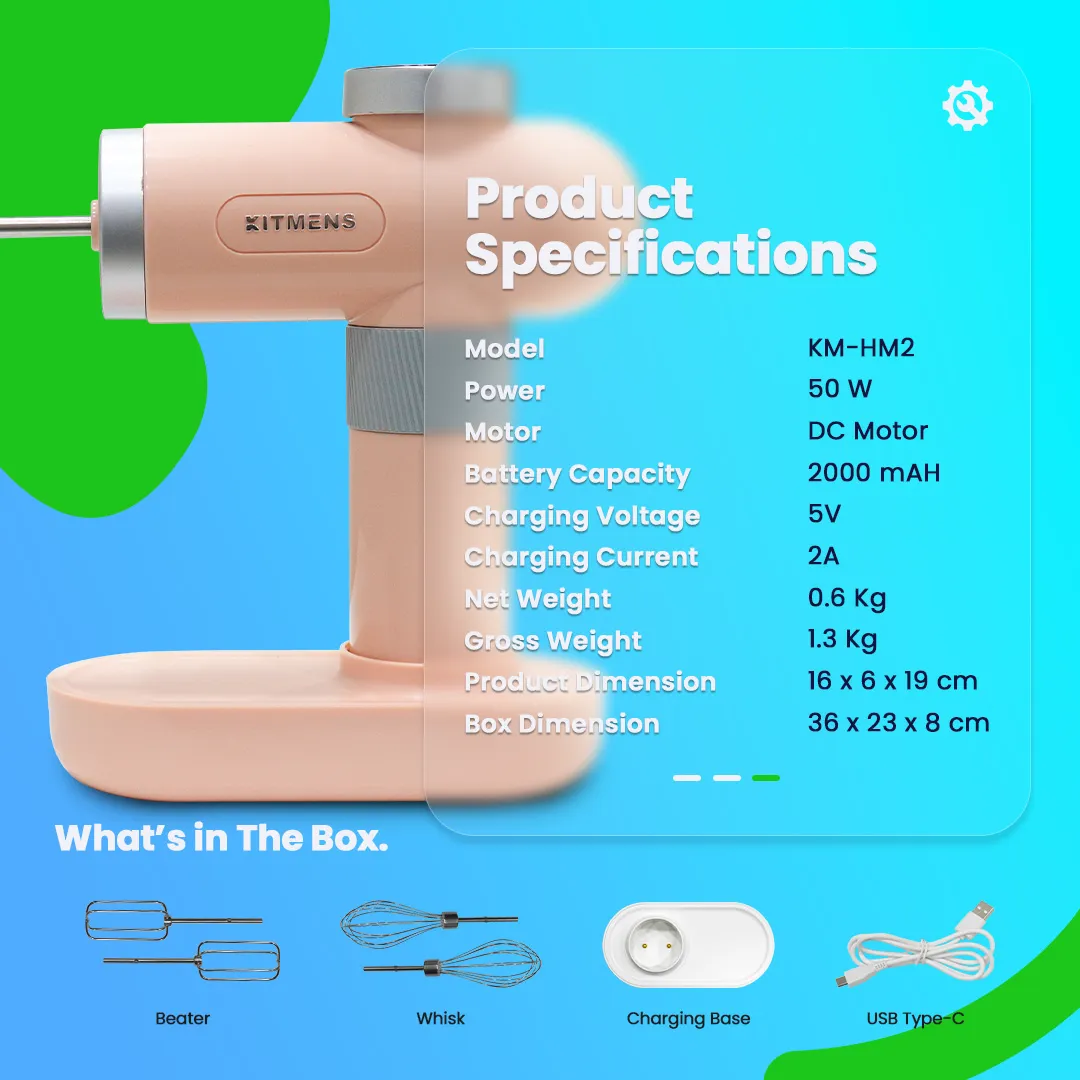 KITMENS
Product
Specifications
Model KM-HM2
Power 50 W
Motor DC Motor
Battery Capacity 2000 mAH
Charging Voltage 5V
Charging Current 2A
Net Weight 0.6 Kg
Gross Weight 1.3 Kg
Product Dimension 16 x 6 x 19 cm
Box Dimension 36 x 23 x 8 cm
What's in The Box.
Beater Whisk Charging Base USB Type-C